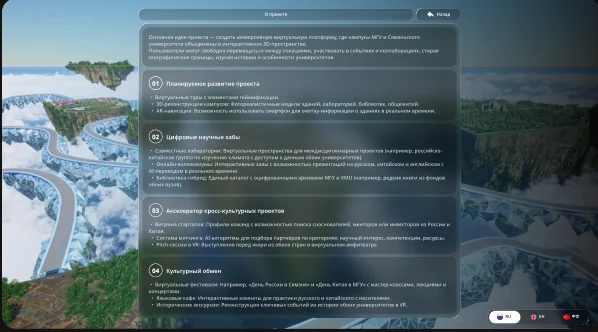 О проекте
Назад
Основная идея проекта — создать иммерсивную виртуальную платформу, где кампусы МГУ и Сямэньского
университета объединены в интерактивном 3D-пространстве.
Пользователи могут свободно перемещаться между локациями, участвовать в событиях и коллаборациях, стирая
географические границы, изучая историю и особенности университетов.
01 Планируемое развитие проекта
• Виртуальные туры с элементами геймификации.
• 3D-реконструкции кампусов: Фотореалистичные модели зданий, лабораторий, библиотек, общежитий.
• AR-навигация: Возможность использовать смартфон для overlay-информации о зданиях в реальном времени.
02 Цифровые научные хабы
• Совместные лаборатории: Виртуальные пространства для междисциплинарных проектов (например, российско-
китайская группа по изучению климата с доступом к данным обоих университетов)
• Онлайн-коллоквиумы: Интерактивные залы с возможностью презентаций на русском, китайском и английском с
AI-переводом в реальном времени.
• Библиотека-гибрид: Единый каталог с оцифрованными архивами МГУ и XMU (например, редкие книги из фондов
обоих вузов).
03 Акселератор кросс-культурных проектов
• Витрина стартапов: Профили команд с возможностью поиска сооснователей, менторов или инвесторов из России и
Китая.
• Система матчинга: AI-алгоритмы для подбора партнёров по критериям: научный интерес, компетенции, ресурсы.
• Pitch-сессии в VR: Выступления перед жюри из обеих стран в виртуальном амфитеатре.
04 Культурный обмен
• Виртуальные фестивали: Например, «День России в Сямэне» и «День Китая в МГУ» с мастер-классами, лекциями и
концертами.
• Языковые кафе: Интерактивные комнаты для практики русского и китайского с носителями.
• Исторические экскурсии: Реконструкция ключевых событий из истории обоих университетов в VR.
RU
EN
中文